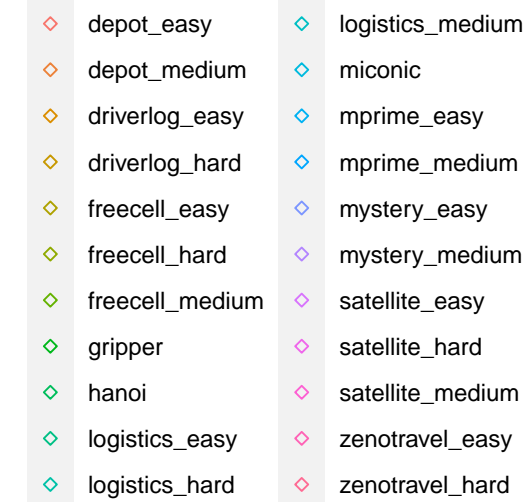 depot_easy
depot_medium
driverlog_easy
driverlog_hard
freecell_easy
freecell_hard
freecell_medium
gripper
hanoi
logistics_easy
logistics_hard
logistics_medium
miconic
mprime_easy
mprime_medium
mystery_easy
mystery_medium
satellite_easy
satellite_hard
satellite_medium
zenotravel_easy
zenotravel_hard